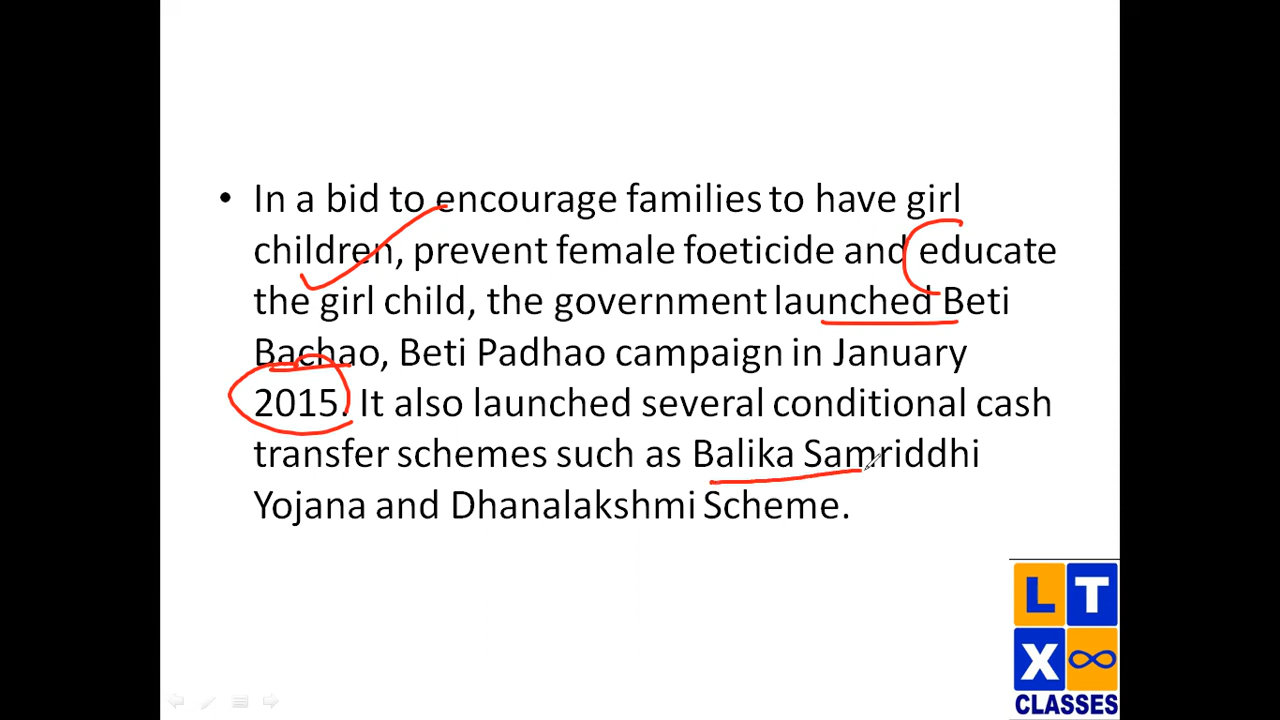 • In a bid to encourage families to have girl
children, prevent female foeticide and educate
the girl child, the government launched Beti
Bachao, Beti Padhao campaign in January
2015. It also launched several conditional cash
transfer schemes such as Balika Samriddhi
Yojana and Dhanalakshmi Scheme.
L T
X ∞
CLASSES